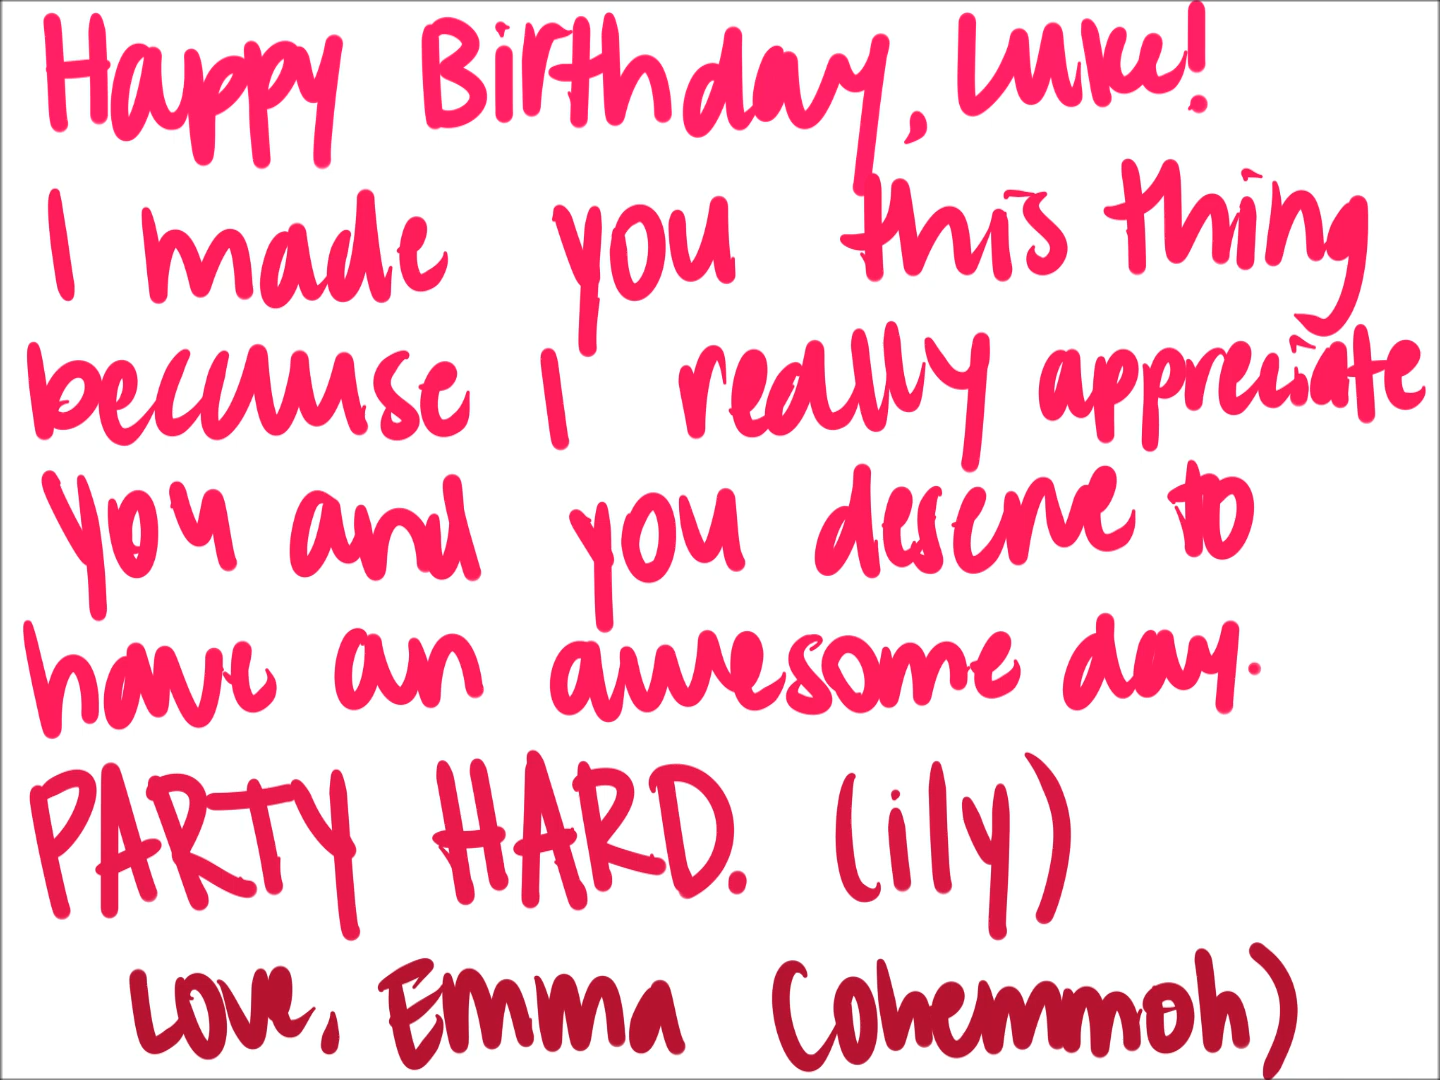 Happy Birthday, Luke!
I made you this thing
because I really appreciate
you and you deserve to
have an awesome day.
PARTY HARD. (ily)
Love, Emma (ohemmoh)